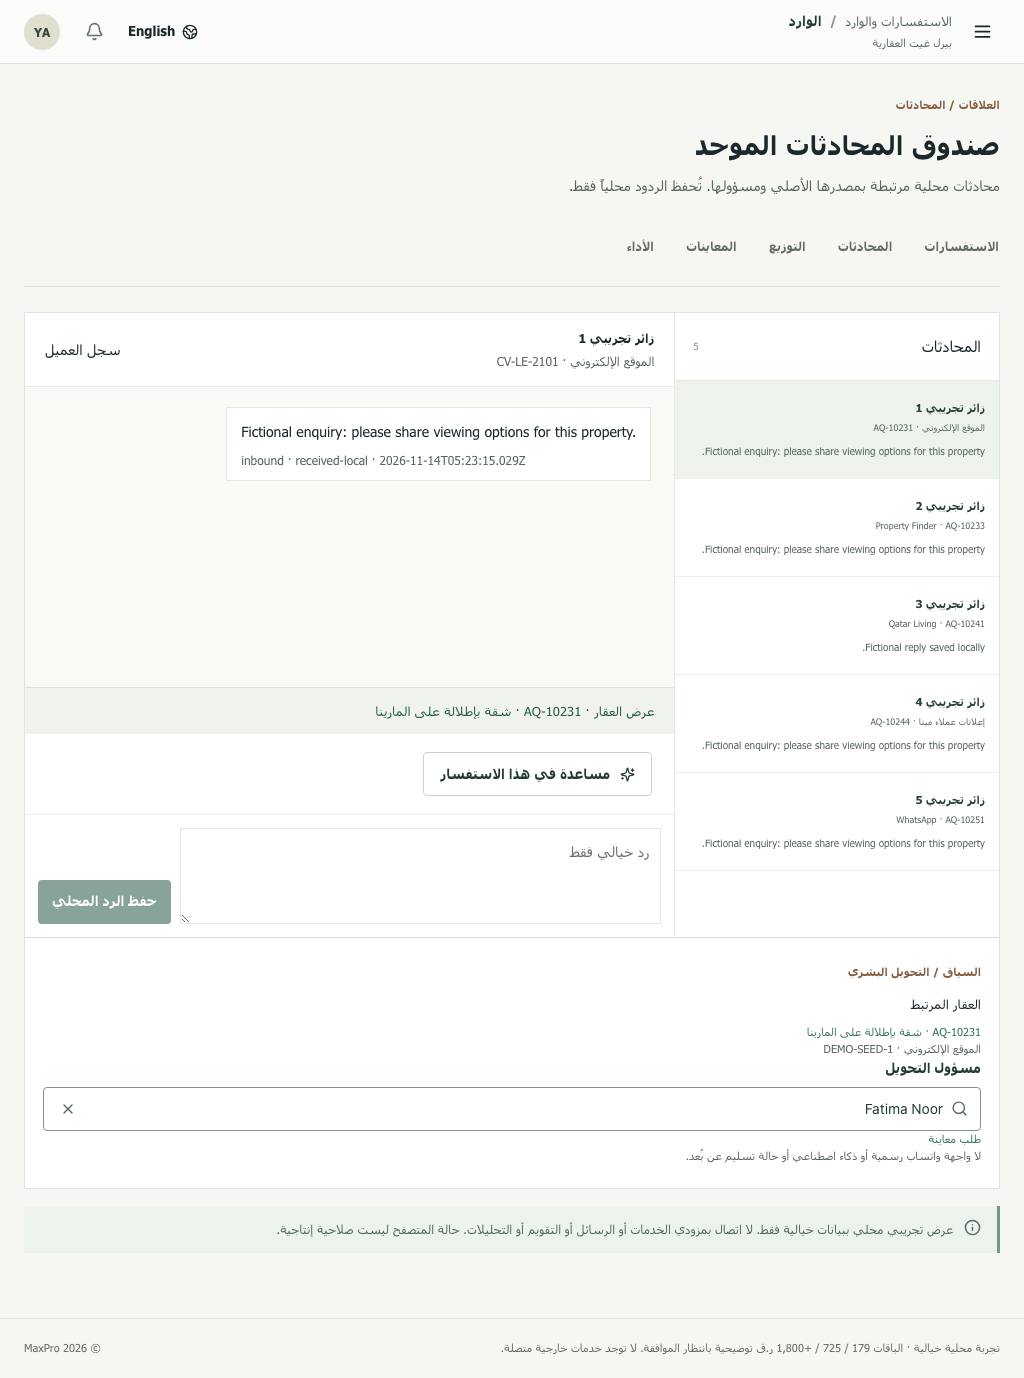 الاستفسارات والوارد / الوارد
بيرل غيت العقارية
English
YA
العلاقات / المحادثات
صندوق المحادثات الموحد
محادثات محلية مرتبطة بمصدرها الأصلي ومسؤولها. تُحفظ الردود محلياً فقط.
الاستفسارات
المحادثات
التوزيع
المعاينات
الأداء
المحادثات
5
زائر تجريبي 1
الموقع الإلكتروني · AQ-10231
Fictional enquiry: please share viewing options for this property.
زائر تجريبي 2
Property Finder · AQ-10233
Fictional enquiry: please share viewing options for this property.
زائر تجريبي 3
Qatar Living · AQ-10241
Fictional reply saved locally.
زائر تجريبي 4
إعلانات عملاء ميتا · AQ-10244
Fictional enquiry: please share viewing options for this property.
زائر تجريبي 5
WhatsApp · AQ-10251
Fictional enquiry: please share viewing options for this property.
زائر تجريبي 1
الموقع الإلكتروني · CV-LE-2101
سجل العميل
Fictional enquiry: please share viewing options for this property.
inbound · received-local · 2026-11-14T05:23:15.029Z
عرض العقار · AQ-10231 · شقة بإطلالة على المارينا
مساعدة في هذا الاستفسار
رد خيالي فقط
حفظ الرد المحلي
السياق / التحويل البشري
العقار المرتبط
AQ-10231 · شقة بإطلالة على المارينا
الموقع الإلكتروني · DEMO-SEED-1
مسؤول التحويل
Fatima Noor
طلب معاينة
لا واجهة واتساب رسمية أو ذكاء اصطناعي أو حالة تسليم عن بُعد.
عرض تجريبي محلي ببيانات خيالية فقط. لا اتصال بمزودي الخدمات أو الرسائل أو التقويم أو التحليلات. حالة المتصفح ليست صلاحية إنتاجية.
تجربة محلية خيالية · الباقات 179 / 725 / +1,800 ر.ق توضيحية بانتظار الموافقة. لا توجد خدمات خارجية متصلة.
© 2026 MaxPro